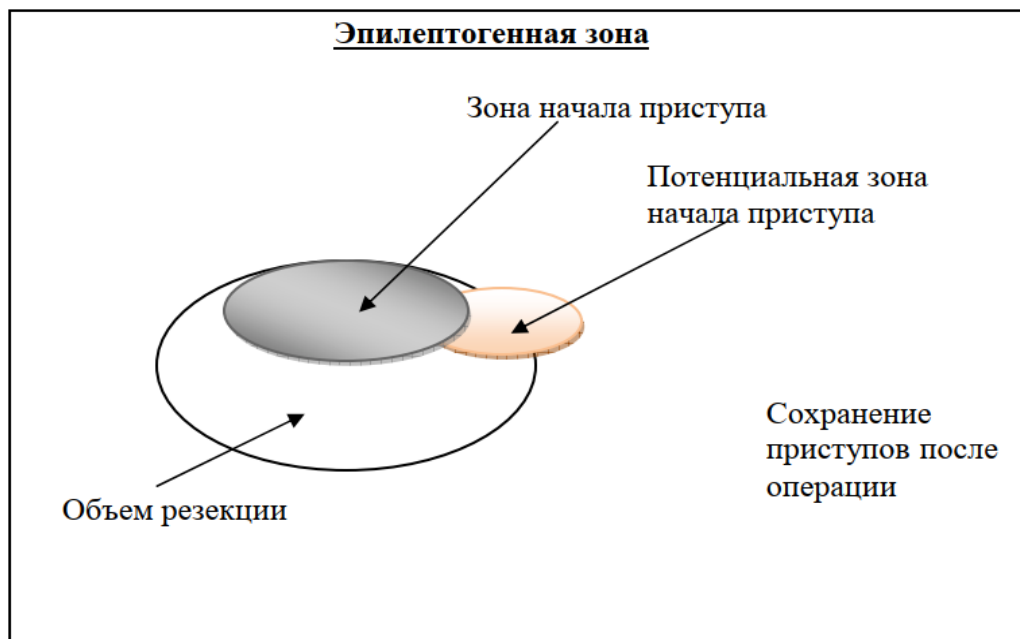 Эпилептогенная зона
Зона начала приступа
Потенциальная зона
начала приступа
Сохранение
приступов после
операции
Объем резекции